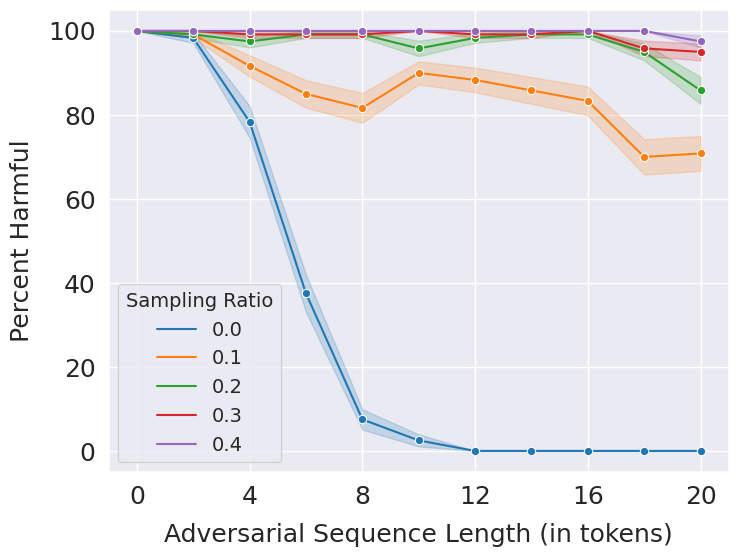 100
80
60
40
20
0
Percent Harmful
Sampling Ratio
0.0
0.1
0.2
0.3
0.4
0 4 8 12 16 20
Adversarial Sequence Length (in tokens)